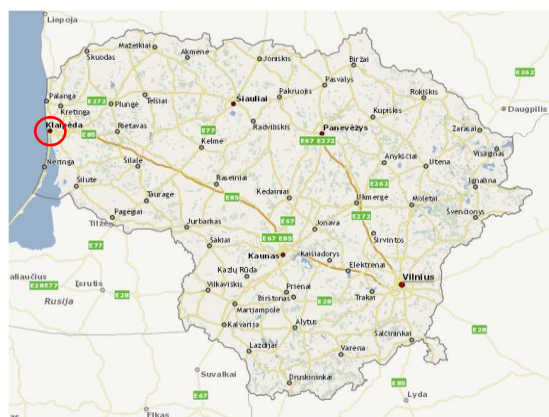 Liepoja
Skuodas
Mažeikiai
Akmenė
Joniškis
Biržai
Pasvalys
E262
Palanga
Kretinga
E272
Plungė
Telšiai
Šiauliai
Pakruojis
Rokiškis
Kupiškis
Daugpilis
Klaipėda
E85
Rietavas
E77
Radviliškis
Panevėžys
E67 E272
Zarasai
Kelmė
Visaginas
Neringa
Šilalė
Anykščiai
Utena
Šilutė
Raseiniai
E262
Ignalina
Tauragė
E85
Kėdainiai
Ukmergė
Moletai
Pagėgiai
Švenčionys
Tilžė
Jurbarkas
E67
Jonava
E272
E77
Šakiai
E67 E85
Širvintos
Kaunas
Kaišiadorys
Kazlų Rūda
Elektrėnai
Vilnius
aliaučius
E28E77
Įsrutis
E28
Vilkaviškis
Prienai
Trakai
Rusija
Birštonas
E28
Marijampolė
Kalvarija
Alytus
E28
Šalčininkai
Lazdijai
Varėna
Suvalkai
Druskininkai
E85
E67
Lyda
Elkas
as